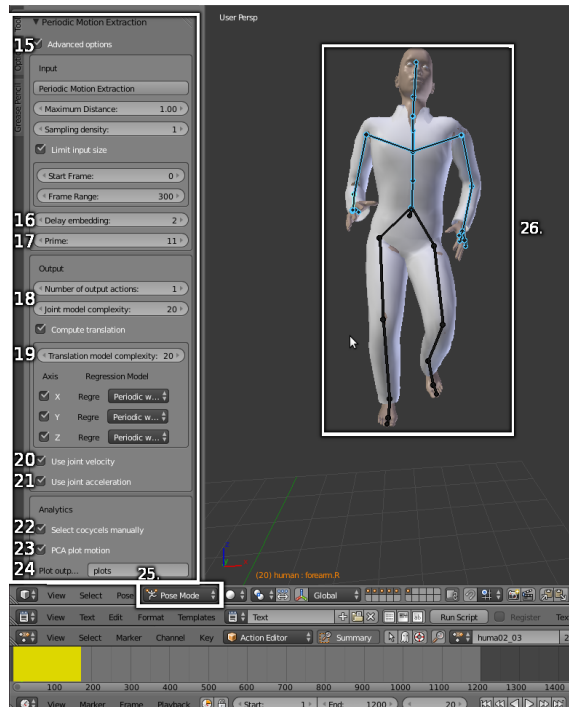 ▼ Periodic Motion Extraction
User Persp
Tool
15 Advanced options
Input
Periodic Motion Extraction
Grease Pencil
Maximum Distance: 1.00
Sampling density: 1
Limit input size
Start Frame: 0
Frame Range: 300
16 Delay embedding: 2
17 Prime: 11
26.
Output
18
Number of output actions: 1
Joint model complexity: 20
Compute translation
19 Translation model complexity: 20
Axis Regression Model
X Regre Periodic w...
Y Regre Periodic w...
Z Regre Periodic w...
20 Use joint velocity
21 Use joint acceleration
Analytics
22 Select cocycels manually
23 PCA plot motion
24 Plot outp... plots
25.
(20) human : forearm.R
View Select Pose Pose Mode Global
View Text Edit Format Templates Text Run Script Register
View Select Marker Channel Key Action Editor Summary huma02_03 2
100 200 300 400 500 600 700 800 900 1000 1100 1200 1300 1400
View Marker Frame Playback Start: 1 End: 1200 20